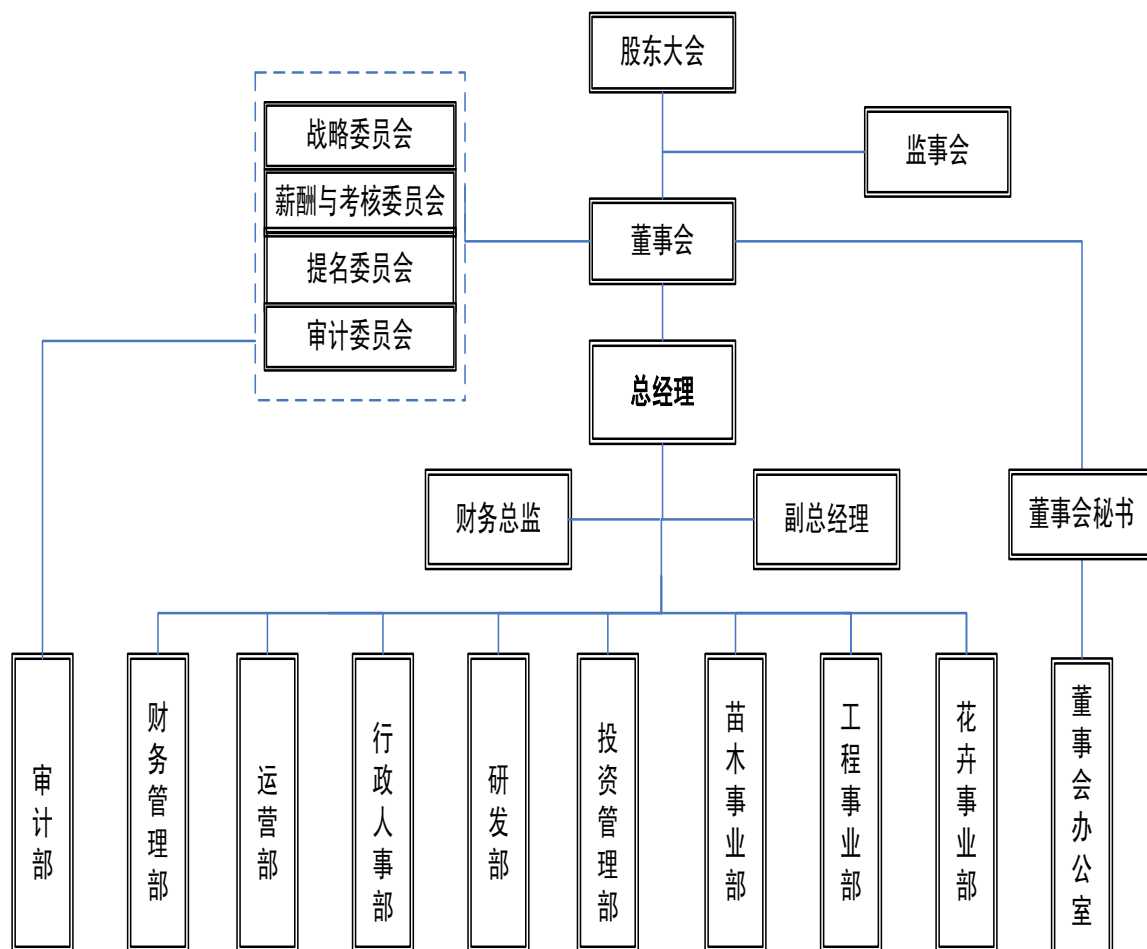 股东大会
监事会
战略委员会
薪酬与考核委员会
提名委员会
审计委员会
董事会
总经理
财务总监
副总经理
董事会秘书
审计部
财务管理部
运营部
行政人事部
研发部
投资管理部
苗木事业部
工程事业部
花卉事业部
董事会办公室